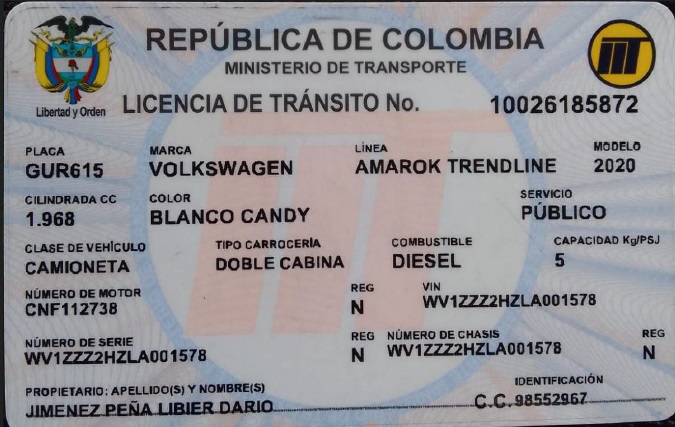 REPÚBLICA DE COLOMBIA
MINISTERIO DE TRANSPORTE
Libertad y Orden
LICENCIA DE TRÁNSITO No. 10026185872
PLACA MARCA LÍNEA MODELO
GUR615 VOLKSWAGEN AMAROK TRENDLINE 2020
CILINDRADA CC COLOR SERVICIO
1.968 BLANCO CANDY PÚBLICO
CLASE DE VEHÍCULO TIPO CARROCERÍA COMBUSTIBLE CAPACIDAD Kg/PSJ
CAMIONETA DOBLE CABINA DIESEL 5
NÚMERO DE MOTOR REG VIN
CNF112738 N WV1ZZZ2HZLA001578
NÚMERO DE SERIE REG NÚMERO DE CHASIS REG
WV1ZZZ2HZLA001578 N WV1ZZZ2HZLA001578 N
PROPIETARIO: APELLIDO(S) Y NOMBRE(S) IDENTIFICACIÓN
JIMENEZ PEÑA LIBIER DARIO C.C. 98552967